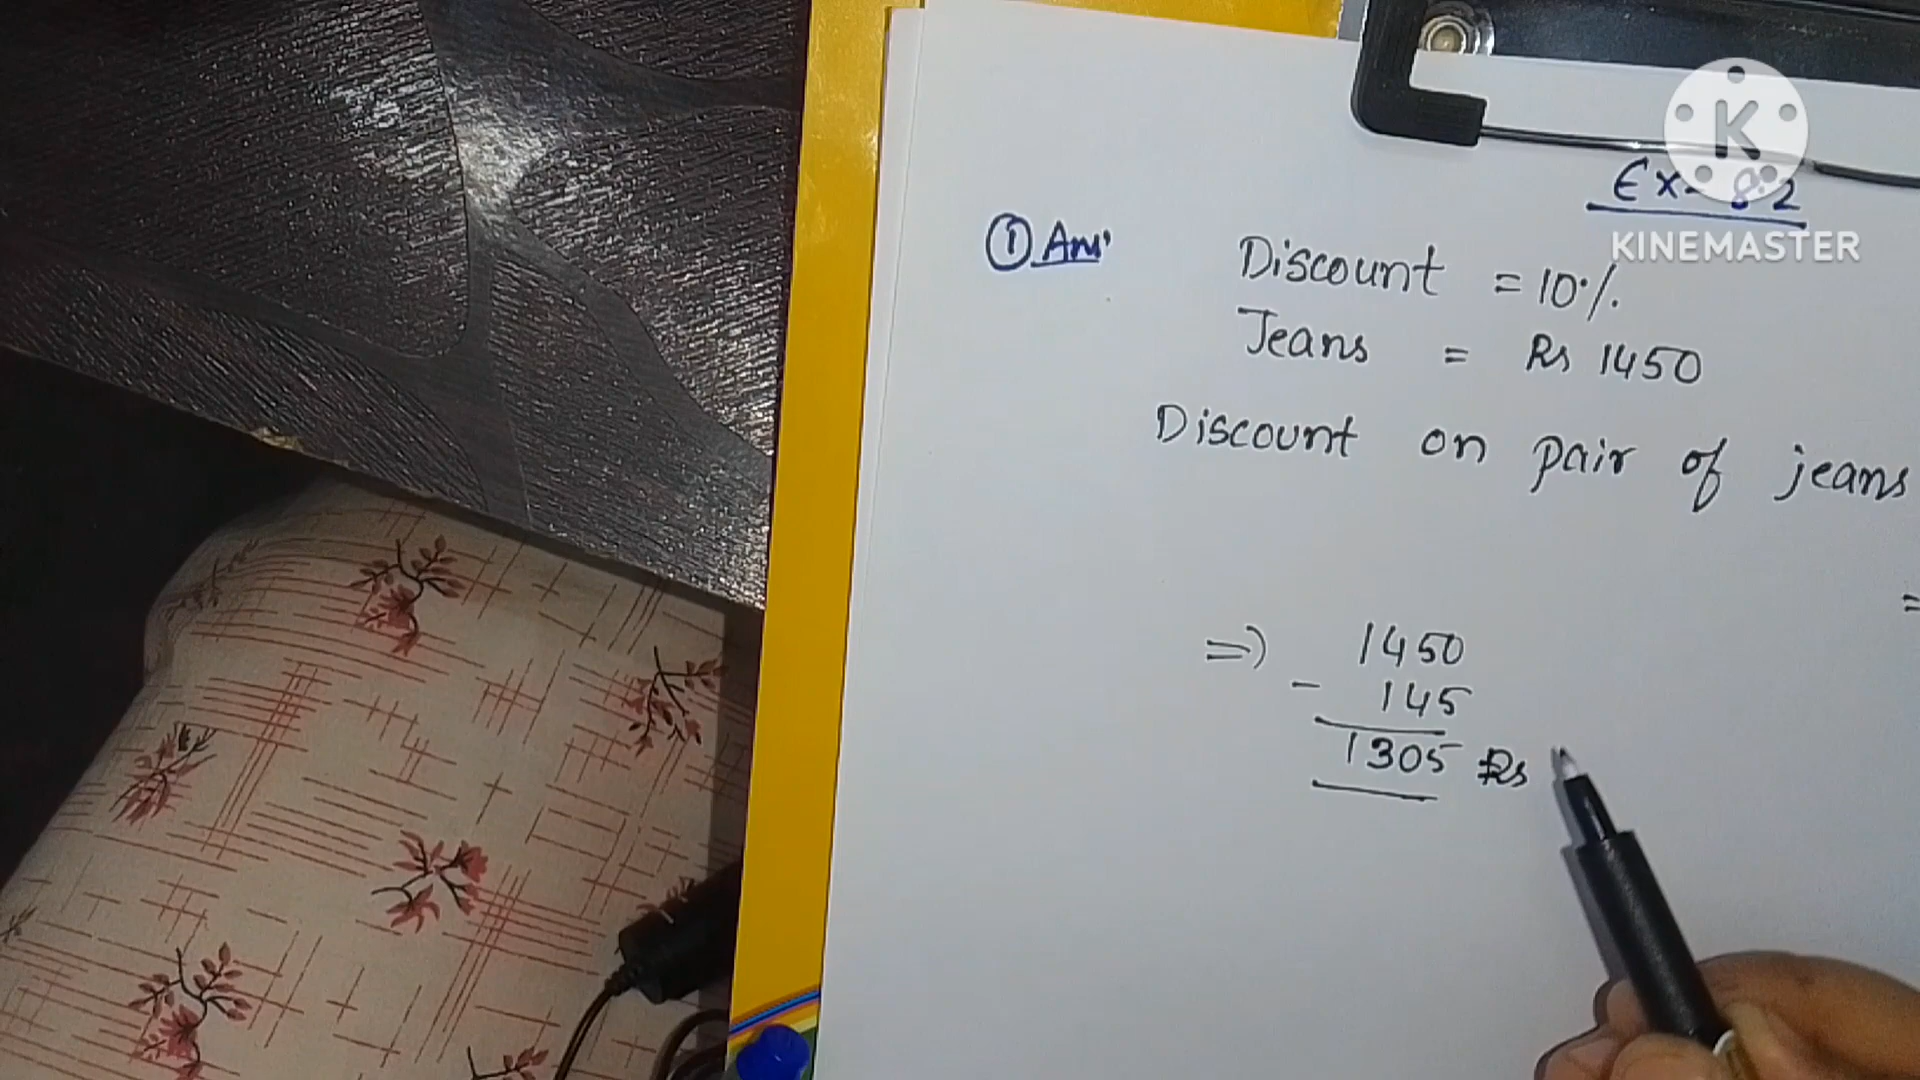 Ex- 8.2
KINEMASTER
① Ans' Discount = 10%.
Jeans = Rs 1450
Discount on pair of jeans
=
=) 1450
- 145
1305 Rs